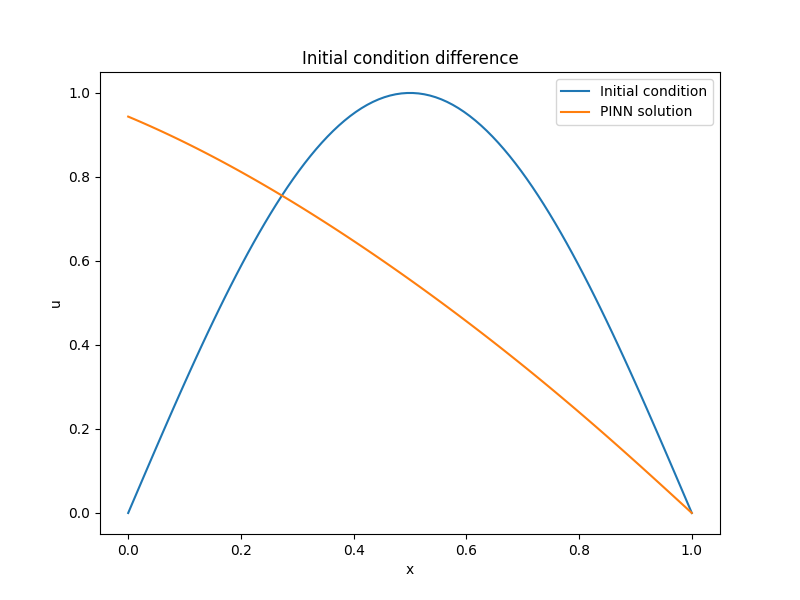 Initial condition difference
Initial condition
PINN solution
1.0
0.8
0.6
0.4
0.2
0.0
u
0.0 0.2 0.4 0.6 0.8 1.0
x